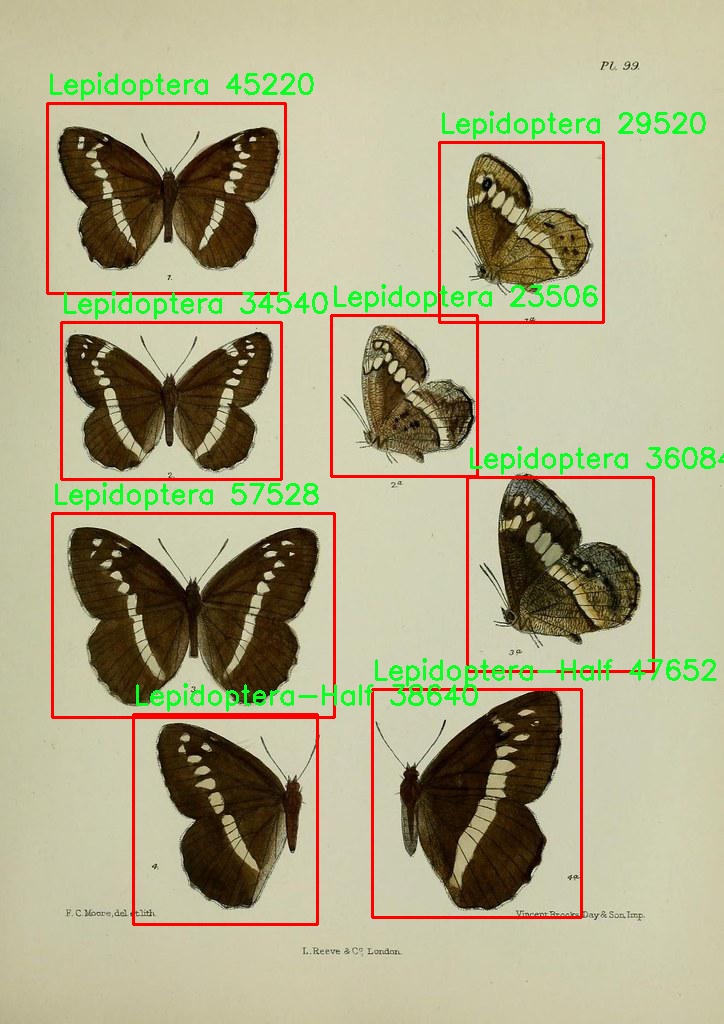 Pl. 99.
Lepidoptera 45220
Lepidoptera 29520
1.
Lepidoptera 34540
Lepidoptera 23506
1a
2.
2a
Lepidoptera 36084
Lepidoptera 57528
3a
3.
Lepidoptera-Half 47652
Lepidoptera-Half 38640
4.
4a
F.C.Moore, del. et lith.
Vincent Brooks Day & Son, Imp.
L. Reeve & Co. London.